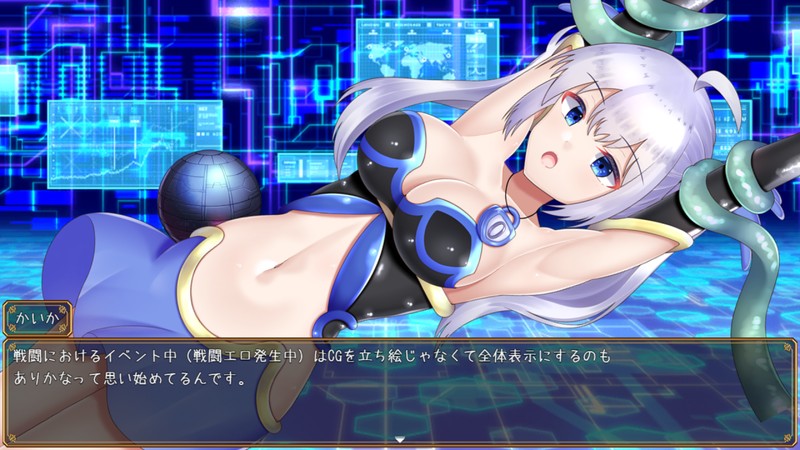 かいか
戦闘におけるイベント中（戦闘エロ発生中）はCGを立ち絵じゃなくて全体表示にするのも
ありかなって思い始めてるんです。